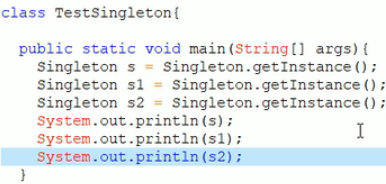 class TestSingleton{
public static void main(String[] args){
Singleton s = Singleton.getInstance();
Singleton s1 = Singleton.getInstance();
Singleton s2 = Singleton.getInstance();
System.out.println(s);
System.out.println(s1);
System.out.println(s2);
}